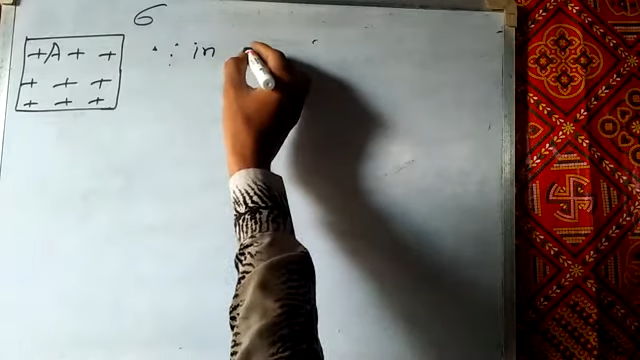 6
+ A + +
∴ in
+ + +
+ + +